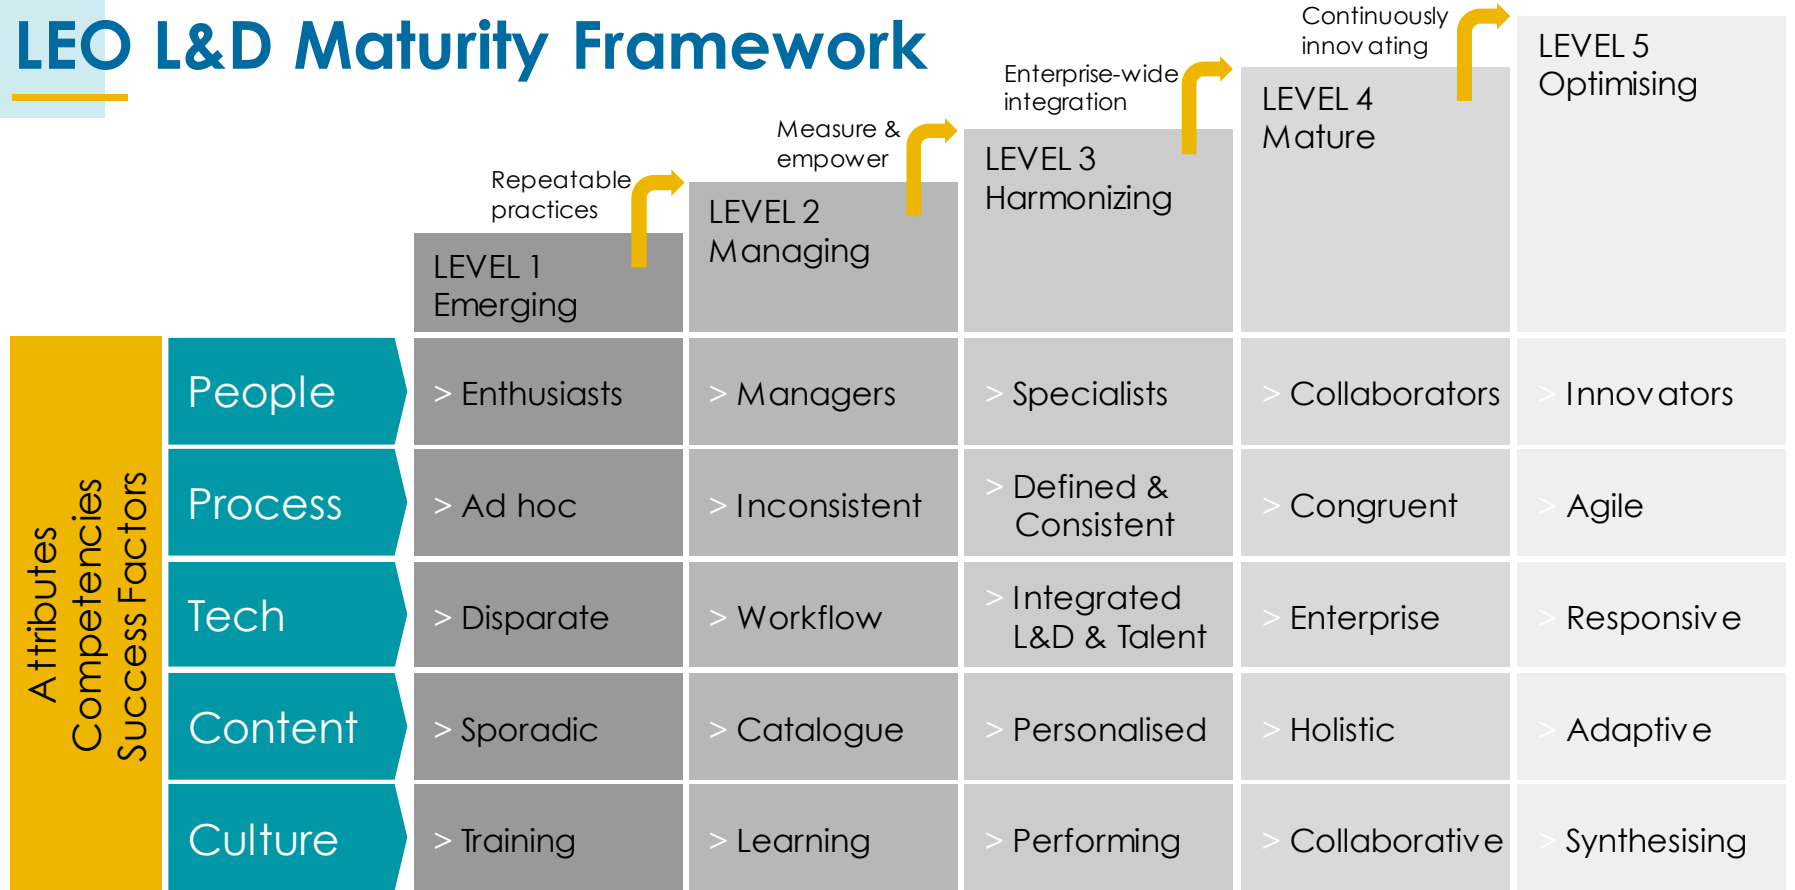 LEO L&D Maturity Framework
Continuously
innovating
LEVEL 5
Optimising
Enterprise-wide
integration
LEVEL 4
Mature
Measure &
empower
LEVEL 3
Harmonizing
Repeatable
practices
LEVEL 2
Managing
LEVEL 1
Emerging
Attributes
Competencies
Success Factors
People
> Enthusiasts
> Managers
> Specialists
> Collaborators
> Innovators
Process
> Ad hoc
> Inconsistent
> Defined &
Consistent
> Congruent
> Agile
Tech
> Disparate
> Workflow
> Integrated
L&D & Talent
> Enterprise
> Responsive
Content
> Sporadic
> Catalogue
> Personalised
> Holistic
> Adaptive
Culture
> Training
> Learning
> Performing
> Collaborative
> Synthesising